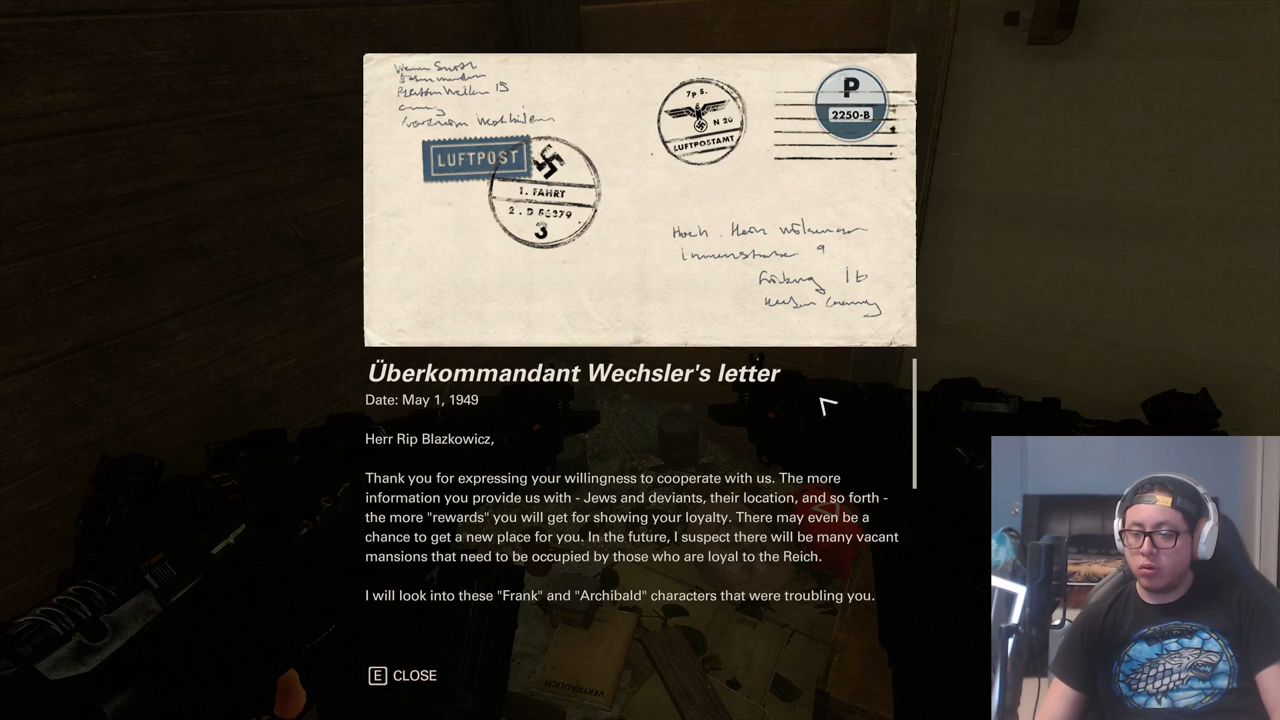 7p 5.
N 20
LUFTPOSTAMT
P
2250-B
LUFTPOST
1. FAHRT
3
9
Überkommandant Wechsler's letter
Date: May 1, 1949
Herr Rip Blazkowicz,
Thank you for expressing your willingness to cooperate with us. The more
information you provide us with - Jews and deviants, their location, and so forth -
the more "rewards" you will get for showing your loyalty. There may even be a
chance to get a new place for you. In the future, I suspect there will be many vacant
mansions that need to be occupied by those who are loyal to the Reich.
I will look into these "Frank" and "Archibald" characters that were troubling you.
E CLOSE
VERTRAULICH